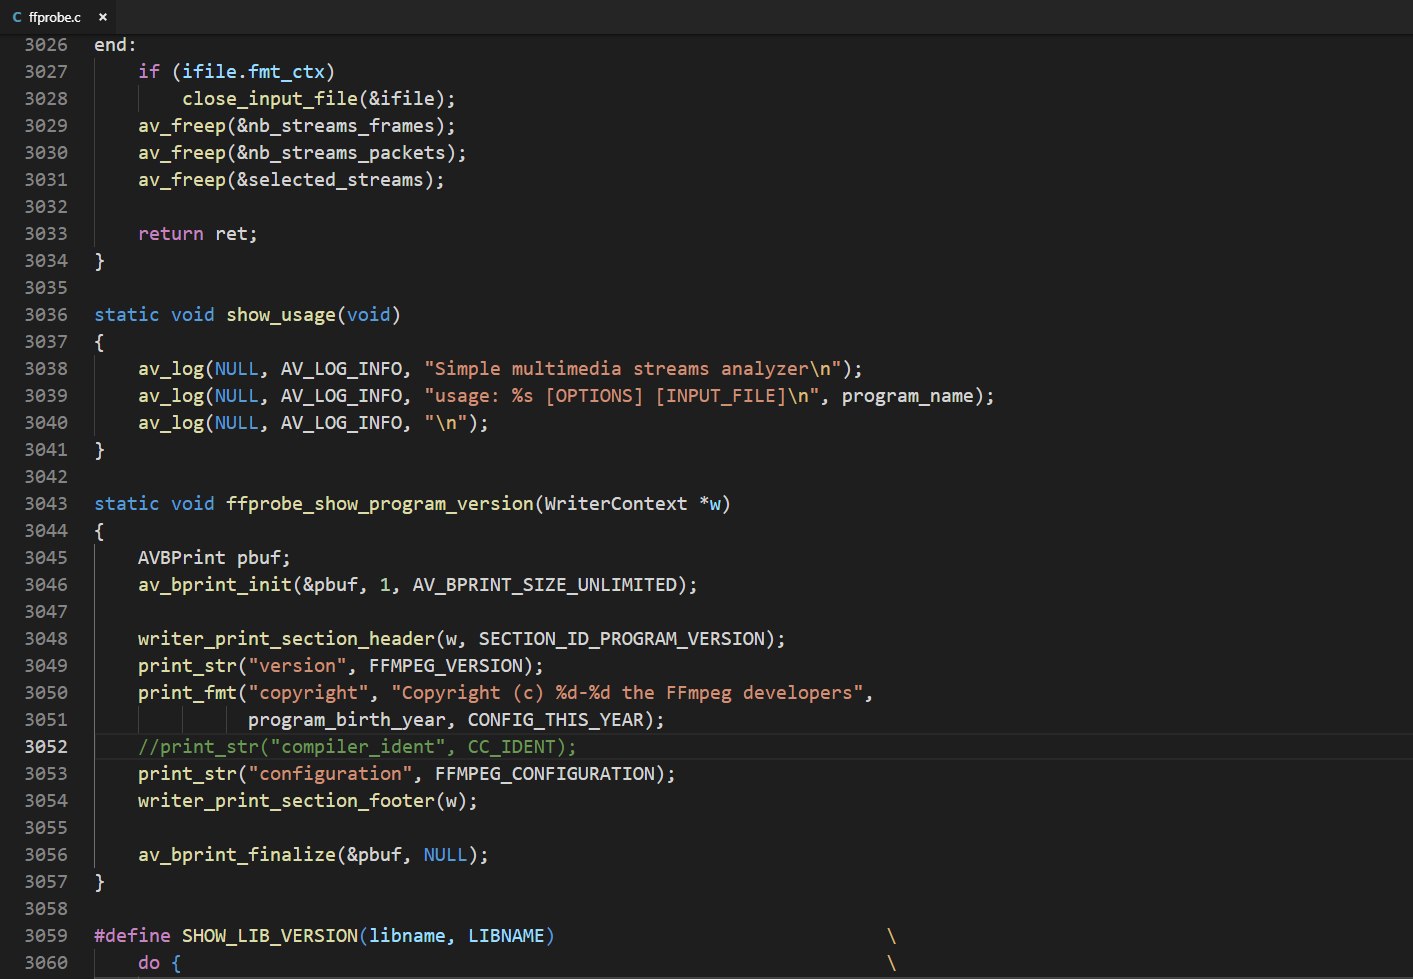 C ffprobe.c ×
3026 end:
3027     if (ifile.fmt_ctx)
3028         close_input_file(&ifile);
3029     av_freep(&nb_streams_frames);
3030     av_freep(&nb_streams_packets);
3031     av_freep(&selected_streams);
3032
3033     return ret;
3034 }
3035
3036 static void show_usage(void)
3037 {
3038     av_log(NULL, AV_LOG_INFO, "Simple multimedia streams analyzer\n");
3039     av_log(NULL, AV_LOG_INFO, "usage: %s [OPTIONS] [INPUT_FILE]\n", program_name);
3040     av_log(NULL, AV_LOG_INFO, "\n");
3041 }
3042
3043 static void ffprobe_show_program_version(WriterContext *w)
3044 {
3045     AVBPrint pbuf;
3046     av_bprint_init(&pbuf, 1, AV_BPRINT_SIZE_UNLIMITED);
3047
3048     writer_print_section_header(w, SECTION_ID_PROGRAM_VERSION);
3049     print_str("version", FFMPEG_VERSION);
3050     print_fmt("copyright", "Copyright (c) %d-%d the FFmpeg developers",
3051               program_birth_year, CONFIG_THIS_YEAR);
3052     //print_str("compiler_ident", CC_IDENT);
3053     print_str("configuration", FFMPEG_CONFIGURATION);
3054     writer_print_section_footer(w);
3055
3056     av_bprint_finalize(&pbuf, NULL);
3057 }
3058
3059 #define SHOW_LIB_VERSION(libname, LIBNAME)                              \
3060     do {                                                                \